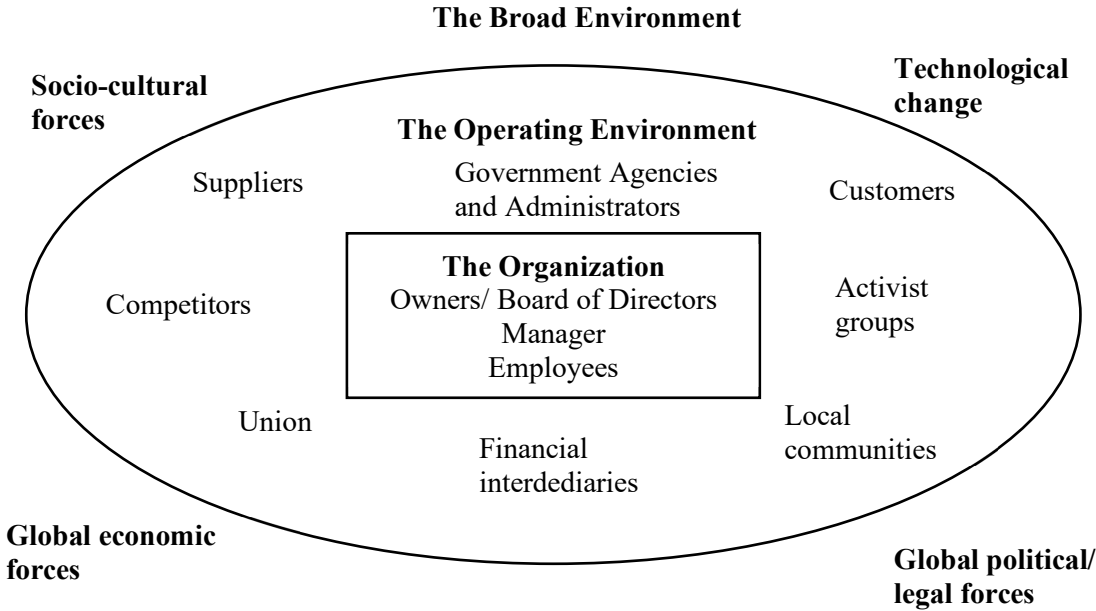 The Broad Environment
Socio-cultural
forces
Technological
change
The Operating Environment
Suppliers
Government Agencies
and Administrators
Customers
The Organization
Owners/ Board of Directors
Manager
Employees
Competitors
Activist
groups
Union
Financial
interdediaries
Local
communities
Global economic
forces
Global political/
legal forces